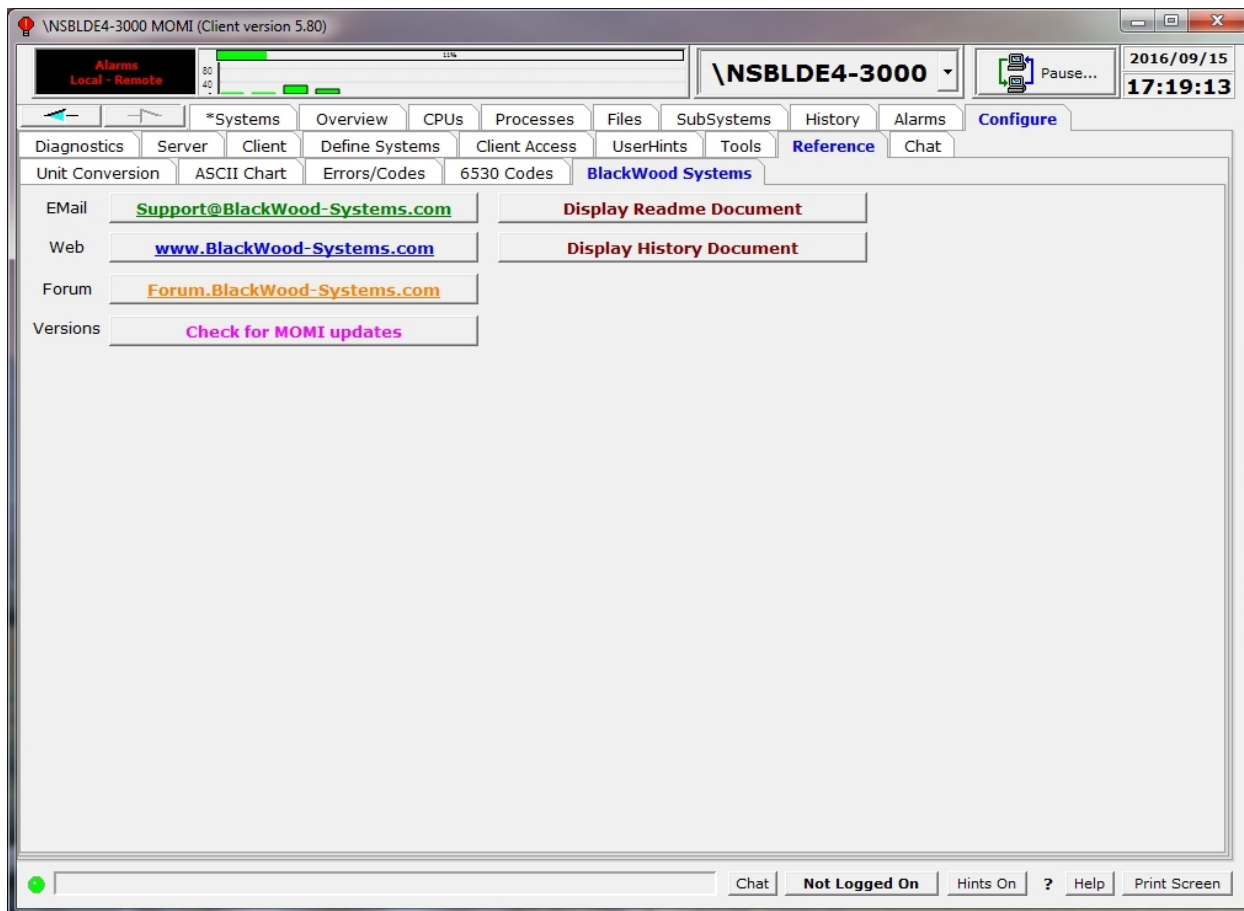 \NSBLDE4-3000 MOMI (Client version 5.80)
Alarms
Local - Remote
80
40
11%
\NSBLDE4-3000
Pause...
2016/09/15
17:19:13
*Systems Overview CPUs Processes Files SubSystems History Alarms Configure
Diagnostics Server Client Define Systems Client Access UserHints Tools Reference Chat
Unit Conversion ASCII Chart Errors/Codes 6530 Codes BlackWood Systems
EMail Support@BlackWood-Systems.com Display Readme Document
Web www.BlackWood-Systems.com Display History Document
Forum Forum.BlackWood-Systems.com
Versions Check for MOMI updates
Chat Not Logged On Hints On ? Help Print Screen